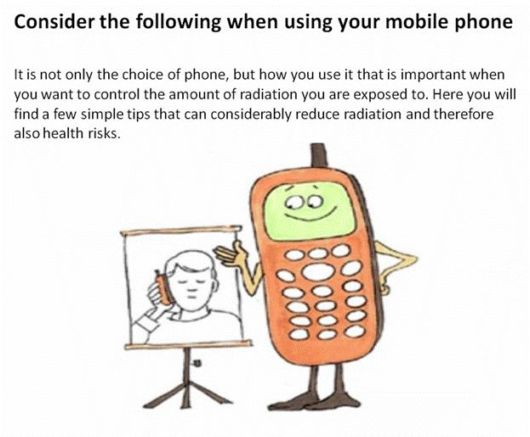 Consider the following when using your mobile phone
It is not only the choice of phone, but how you use it that is important when
you want to control the amount of radiation you are exposed to. Here you will
find a few simple tips that can considerably reduce radiation and therefore
also health risks.